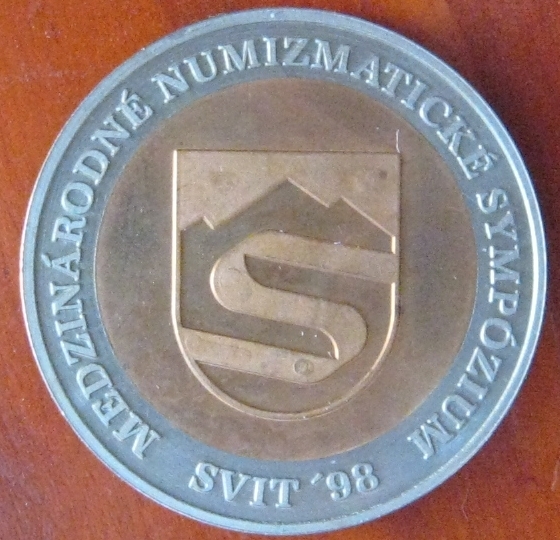 MEDZINÁRODNÉ NUMIZMATICKÉ SYMPÓZIUM
SVIT ´98